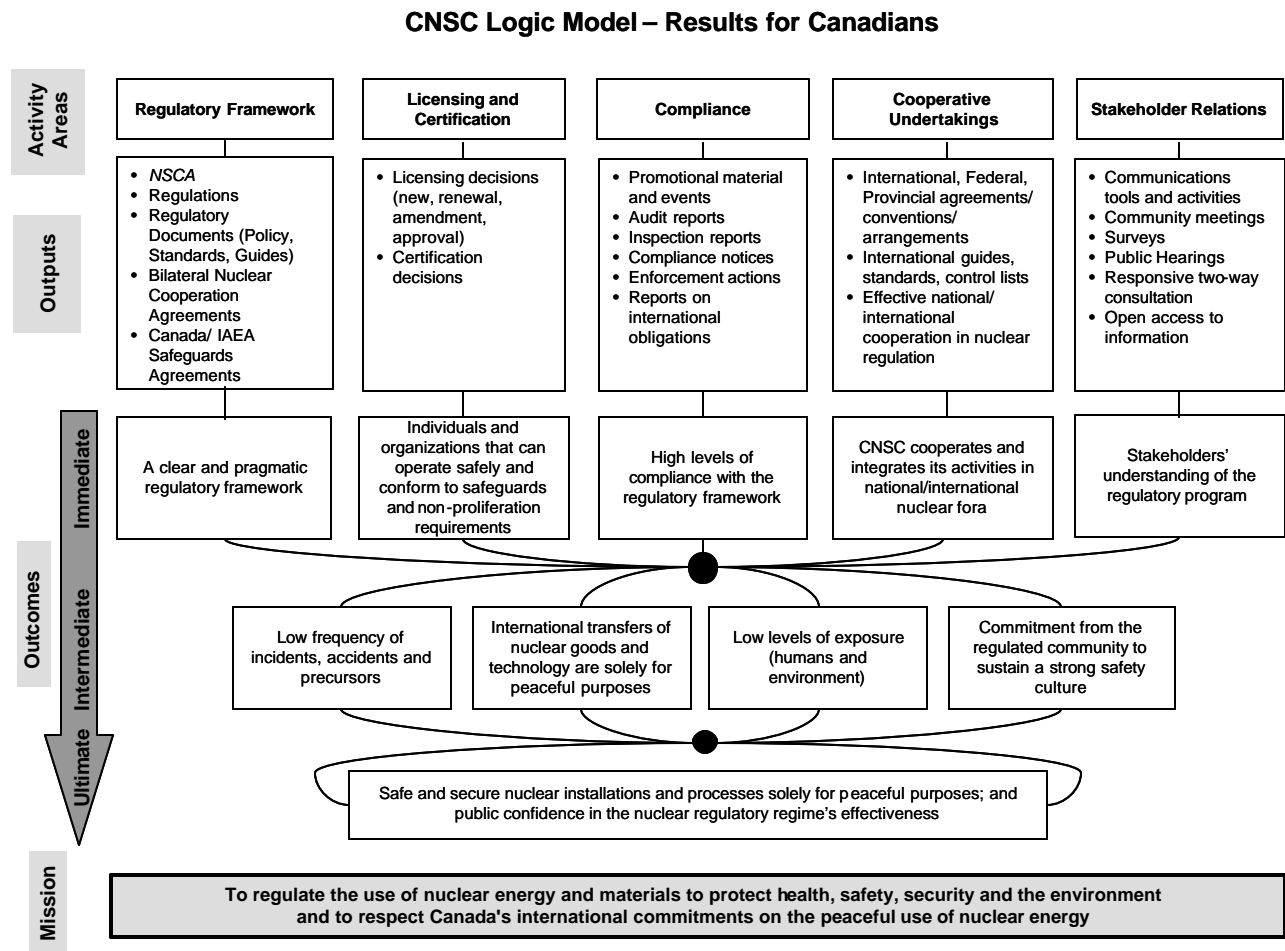 CNSC Logic Model – Results for Canadians
Activity
Areas
Regulatory Framework
Licensing and
Certification
Compliance
Cooperative
Undertakings
Stakeholder Relations
Outputs
• NSCA
• Regulations
• Regulatory
Documents (Policy,
Standards, Guides)
• Bilateral Nuclear
Cooperation
Agreements
• Canada/ IAEA
Safeguards
Agreements
• Licensing decisions
(new, renewal,
amendment,
approval)
• Certification
decisions
• Promotional material
and events
• Audit reports
• Inspection reports
• Compliance notices
• Enforcement actions
• Reports on
international
obligations
• International, Federal,
Provincial agreements/
conventions/
arrangements
• International guides,
standards, control lists
• Effective national/
international
cooperation in nuclear
regulation
• Communications
tools and activities
• Community meetings
• Surveys
• Public Hearings
• Responsive two-way
consultation
• Open access to
information
Outcomes
Immediate
A clear and pragmatic
regulatory framework
Individuals and
organizations that can
operate safely and
conform to safeguards
and non-proliferation
requirements
High levels of
compliance with the
regulatory framework
CNSC cooperates and
integrates its activities in
national/international
nuclear fora
Stakeholders'
understanding of the
regulatory program
Intermediate
Low frequency of
incidents, accidents and
precursors
International transfers of
nuclear goods and
technology are solely for
peaceful purposes
Low levels of exposure
(humans and
environment)
Commitment from the
regulated community to
sustain a strong safety
culture
Ultimate
Safe and secure nuclear installations and processes solely for peaceful purposes; and
public confidence in the nuclear regulatory regime's effectiveness
Mission
To regulate the use of nuclear energy and materials to protect health, safety, security and the environment
and to respect Canada's international commitments on the peaceful use of nuclear energy